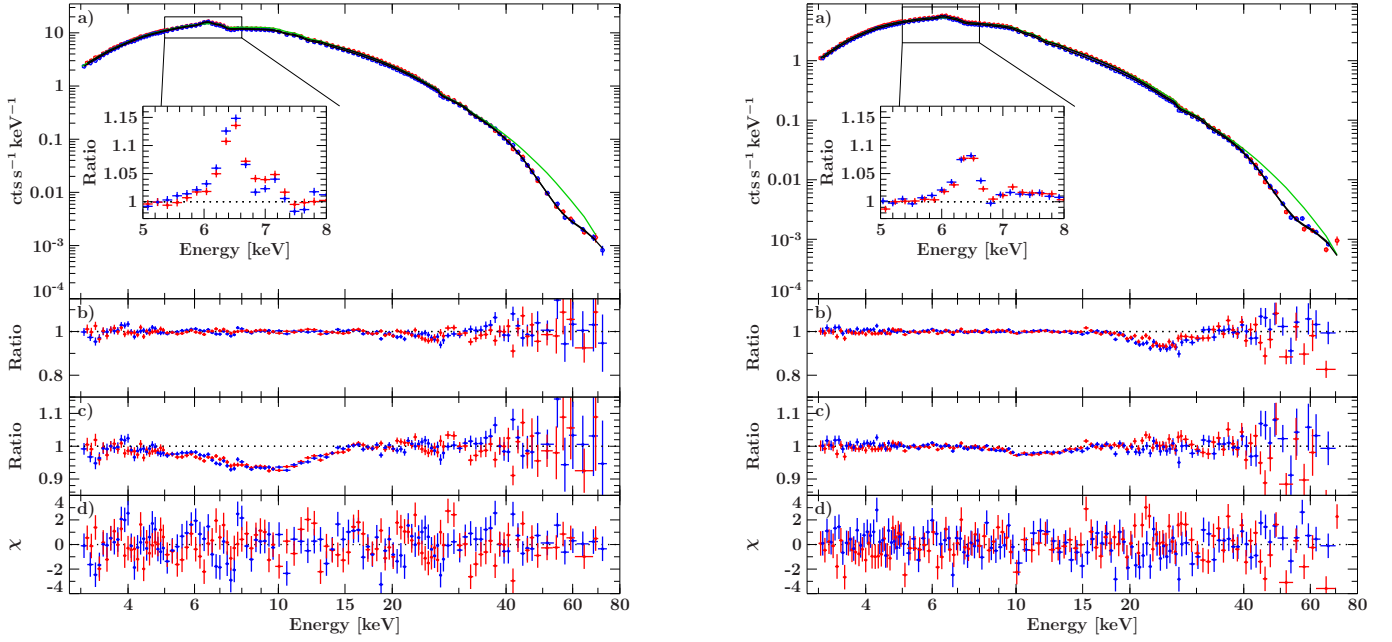 a)
10
1
0.1
0.01
10⁻³
10⁻⁴
cts s⁻¹ keV⁻¹
1.15
1.1
1.05
1
Ratio
5 6 7 8
Energy [keV]
b)
1
0.8
Ratio
c)
1.1
1
0.9
Ratio
d)
4
2
0
-2
-4
χ
4 6 10 15 20 40 60 80
Energy [keV]
a)
10
1
0.1
0.01
10⁻³
10⁻⁴
cts s⁻¹ keV⁻¹
1.15
1.1
1.05
1
Ratio
5 6 7 8
Energy [keV]
b)
1
0.8
Ratio
c)
1.1
1
0.9
Ratio
d)
4
2
0
-2
-4
χ
4 6 10 15 20 40 60 80
Energy [keV]